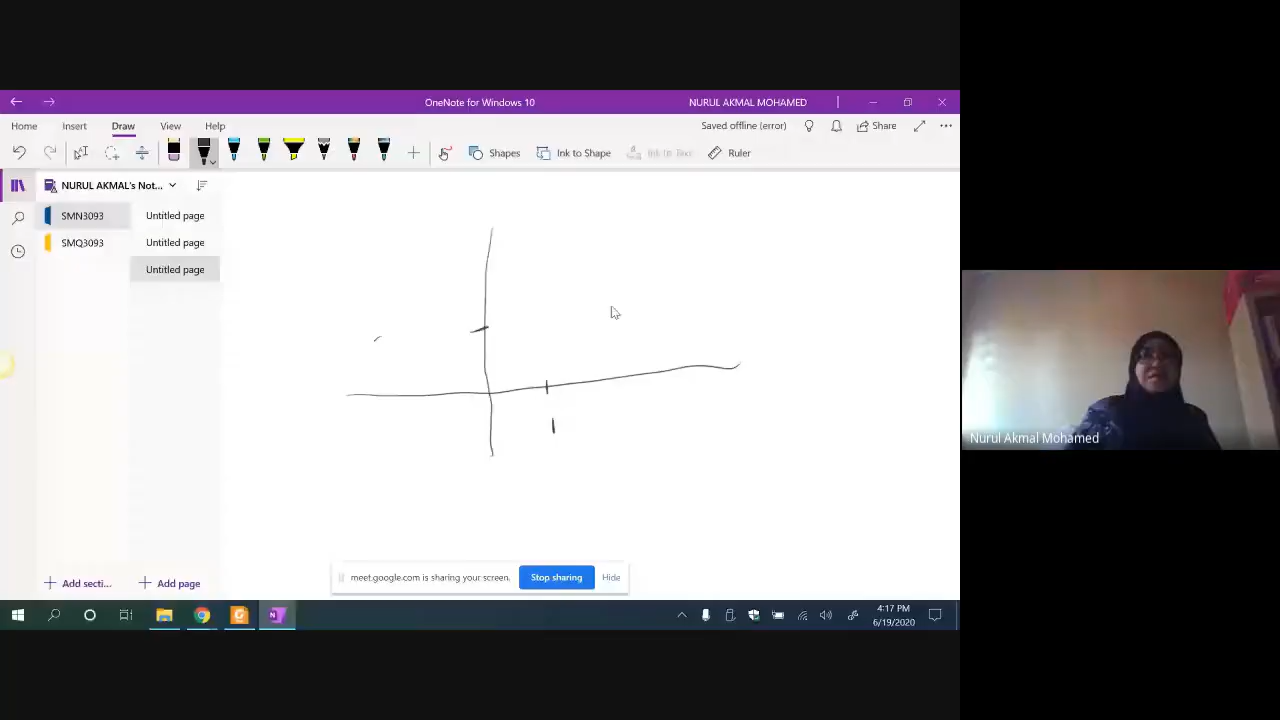 OneNote for Windows 10
NURUL AKMAL MOHAMED
Home Insert Draw View Help
Saved offline (error)
Share
Shapes
Ink to Shape
Ink to Text
Ruler
NURUL AKMAL's Not...
SMN3093
SMQ3093
Untitled page
Untitled page
Untitled page
1
Nurul Akmal Mohamed
meet.google.com is sharing your screen.
Stop sharing
Hide
Add secti...
Add page
4:17 PM
6/19/2020